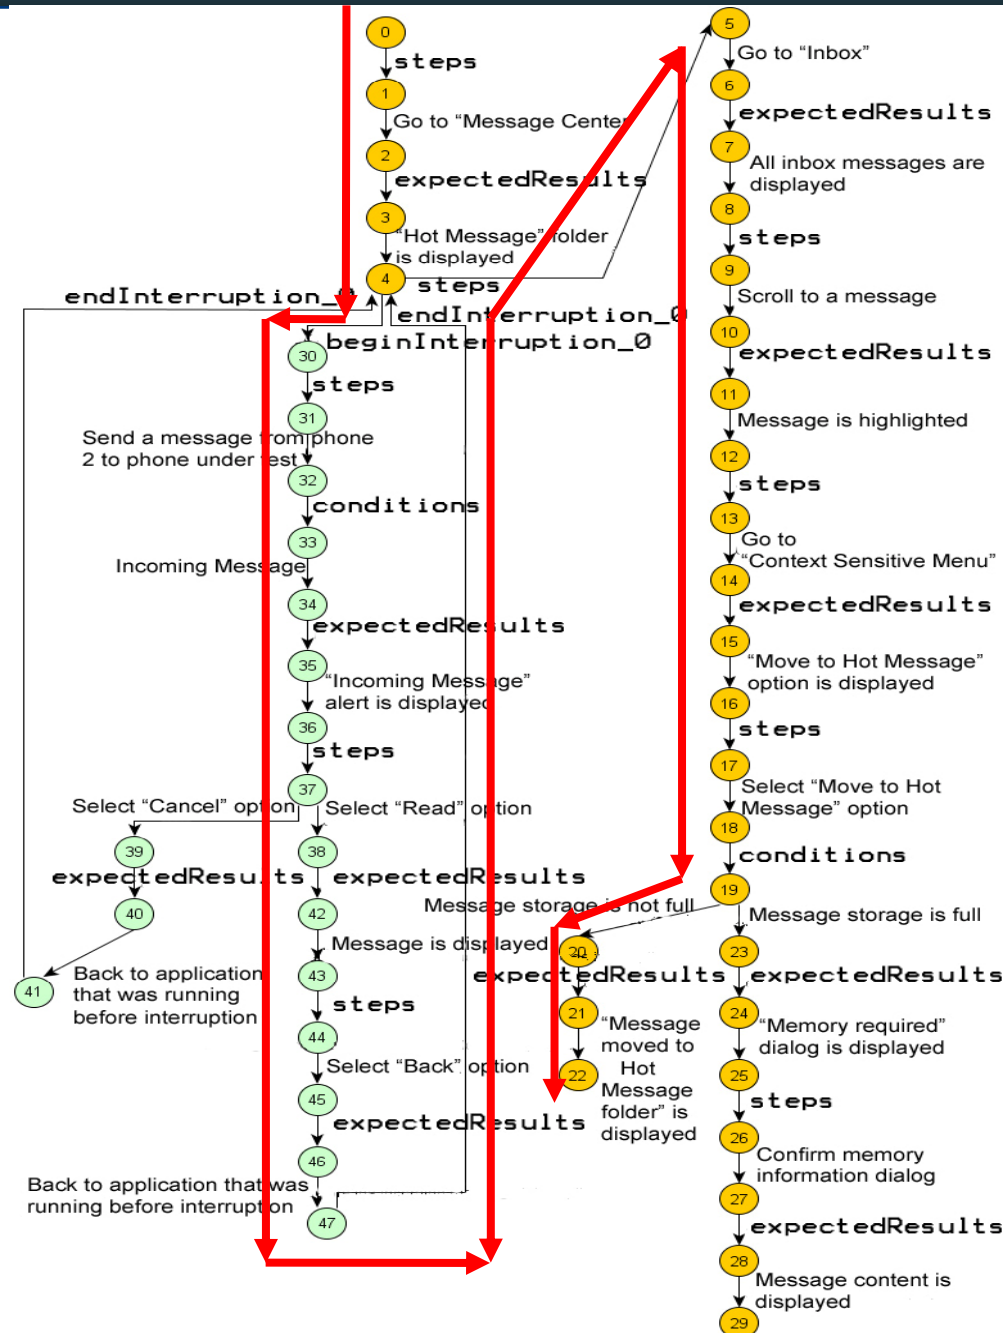 0
steps
1
Go to “Message Center
2
expectedResults
3
“Hot Message” folder
is displayed
4
steps
endInterruption_0
endInterruption_0
beginInterruption_0
30
steps
31
Send a message from phone
2 to phone under test
32
conditions
33
Incoming Message
34
expectedResults
35
“Incoming Message”
alert is displayed
36
steps
37
Select “Cancel” option
Select “Read” option
39
38
expectedResults
expectedResults
40
42
Message is displayed
41
43
Back to application
that was running
before interruption
steps
44
Select “Back” option
45
expectedResults
46
Back to application that was
running before interruption
47
5
Go to “Inbox”
6
expectedResults
7
All inbox messages are
displayed
8
steps
9
Scroll to a message
10
expectedResults
11
Message is highlighted
12
steps
13
Go to
“Context Sensitive Menu”
14
expectedResults
15
“Move to Hot Message”
option is displayed
16
steps
17
Select “Move to Hot
Message” option
18
conditions
19
Message storage is not full
Message storage is full
20
expectedResults
21
“Message
moved to
Hot
Message
folder” is
displayed
22
23
expectedResults
24
“Memory required”
dialog is displayed
25
steps
26
Confirm memory
information dialog
27
expectedResults
28
Message content is
displayed
29